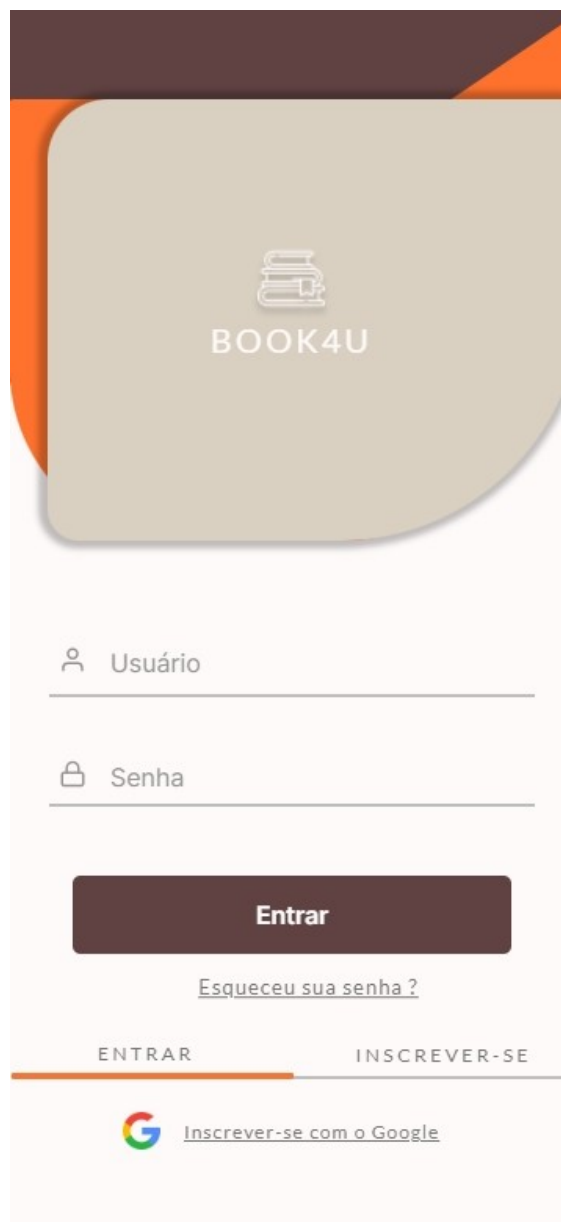 BOOK4U
Usuário
Senha
Entrar
Esqueceu sua senha ?
ENTRAR
INSCREVER-SE
Inscrever-se com o Google